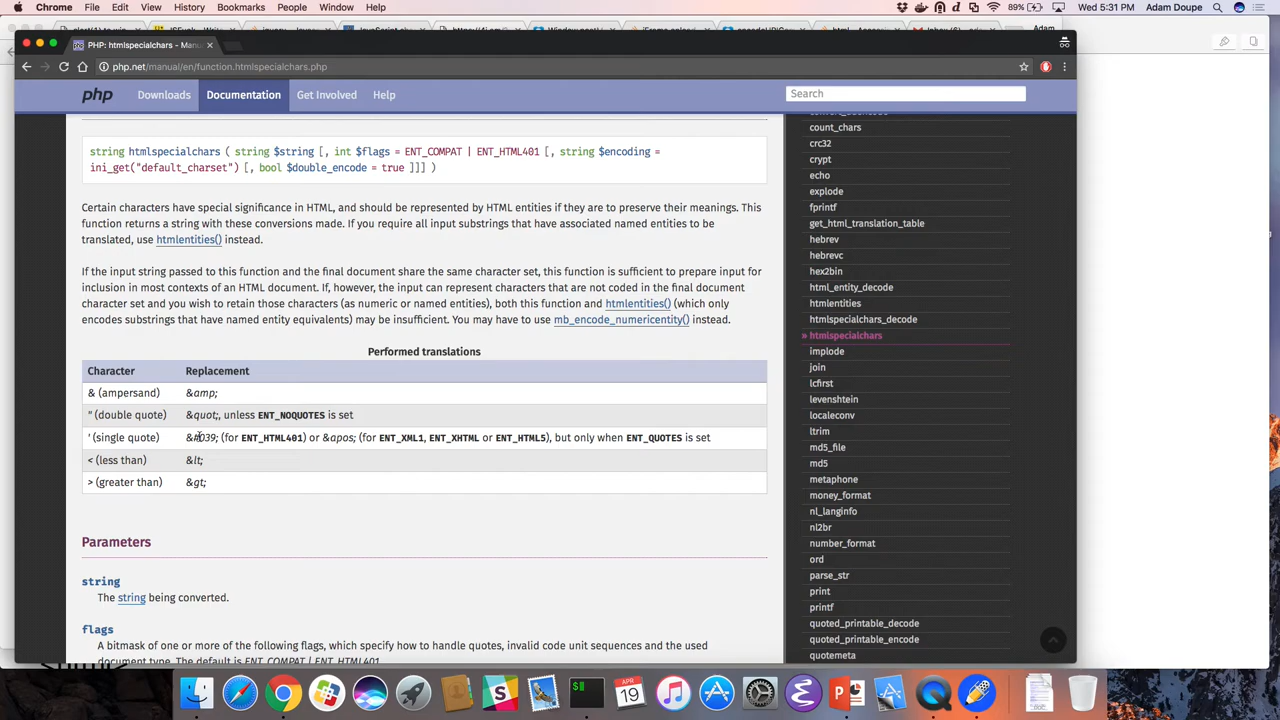 Chrome File Edit View History Bookmarks People Window Help 89% Wed 5:31 PM Adam Doupe
PHP: htmlspecialchars - Manu
Adam
php.net/manual/en/function.htmlspecialchars.php
php Downloads Documentation Get Involved Help Search
string htmlspecialchars ( string $string [, int $flags = ENT_COMPAT | ENT_HTML401 [, string $encoding =
ini_get("default_charset") [, bool $double_encode = true ]]] )
Certain characters have special significance in HTML, and should be represented by HTML entities if they are to preserve their meanings. This
function returns a string with these conversions made. If you require all input substrings that have associated named entities to be
translated, use htmlentities() instead.
If the input string passed to this function and the final document share the same character set, this function is sufficient to prepare input for
inclusion in most contexts of an HTML document. If, however, the input can represent characters that are not coded in the final document
character set and you wish to retain those characters (as numeric or named entities), both this function and htmlentities() (which only
encodes substrings that have named entity equivalents) may be insufficient. You may have to use mb_encode_numericentity() instead.
Performed translations
Character Replacement
& (ampersand) &amp;
" (double quote) &quot;, unless ENT_NOQUOTES is set
' (single quote) &#039; (for ENT_HTML401) or &apos; (for ENT_XML1, ENT_XHTML or ENT_HTML5), but only when ENT_QUOTES is set
< (less than) &lt;
> (greater than) &gt;
Parameters
string
The string being converted.
flags
A bitmask of one or more of the following flags, which specify how to handle quotes, invalid code unit sequences and the used
document type. The default is ENT_COMPAT | ENT_HTML401.
count_chars
crc32
crypt
echo
explode
fprintf
get_html_translation_table
hebrev
hebrevc
hex2bin
html_entity_decode
htmlentities
htmlspecialchars_decode
» htmlspecialchars
implode
join
lcfirst
levenshtein
localeconv
ltrim
md5_file
md5
metaphone
money_format
nl_langinfo
nl2br
number_format
ord
parse_str
print
printf
quoted_printable_decode
quoted_printable_encode
quotemeta
APR
19